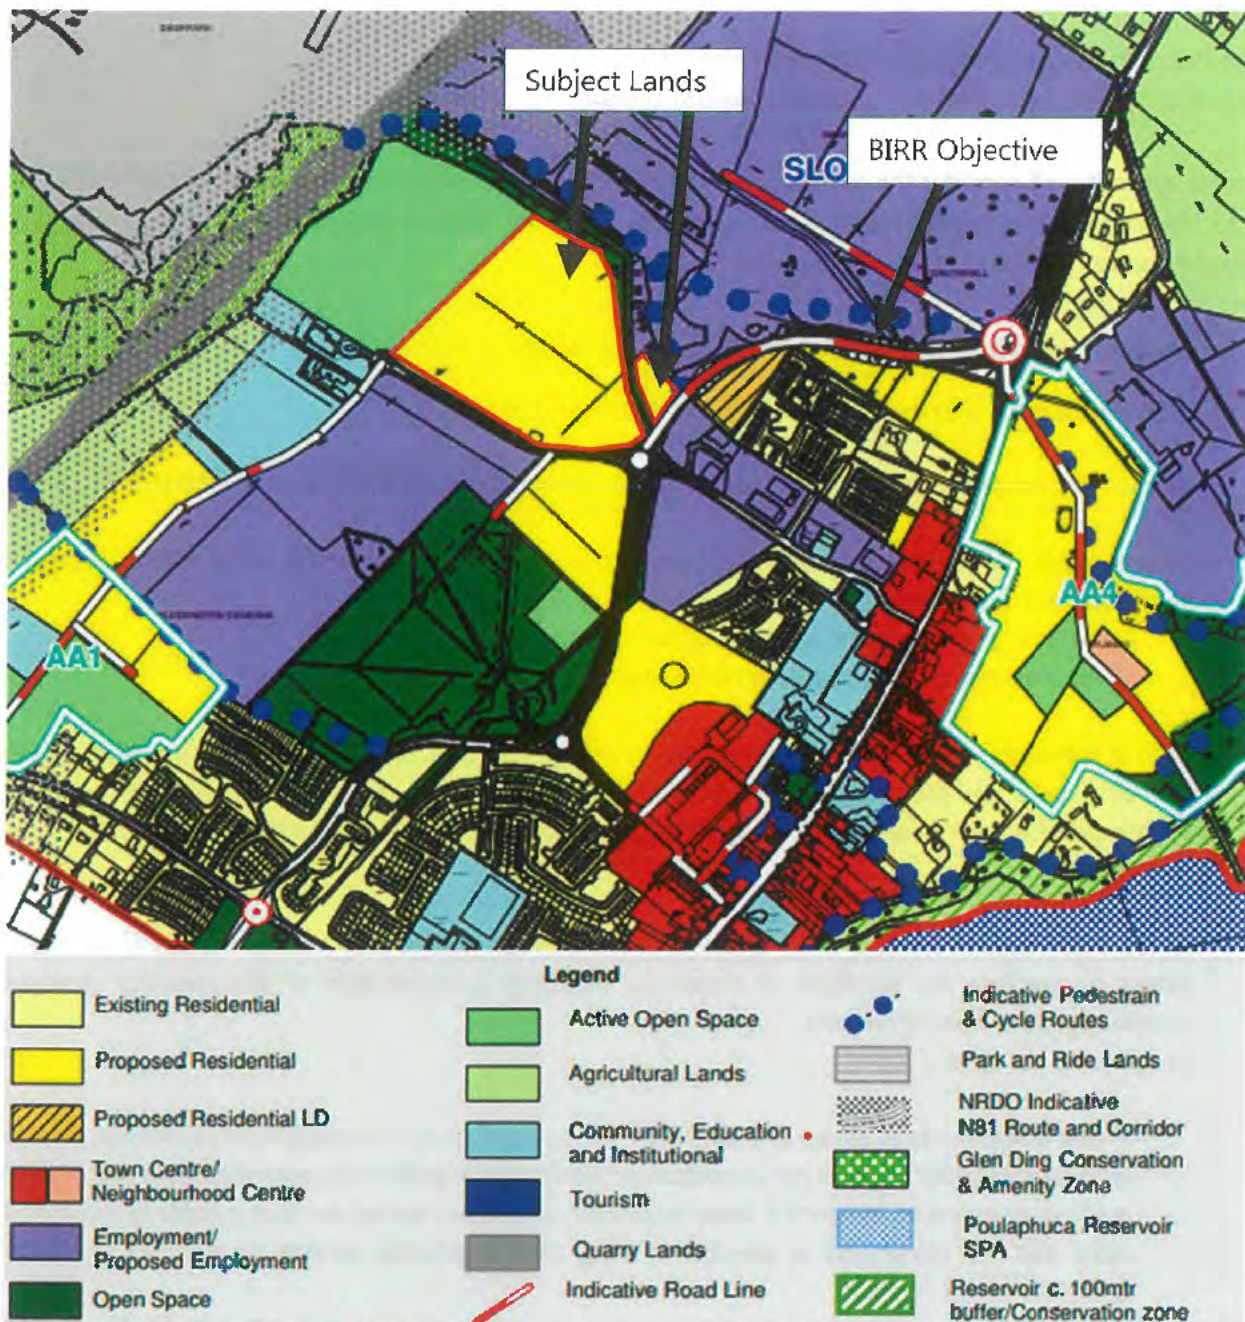 Subject Lands
BIRR Objective
SLO
AA1
AA4
Legend
Existing Residential
Proposed Residential
Proposed Residential LD
Town Centre/
Neighbourhood Centre
Employment/
Proposed Employment
Open Space
Active Open Space
Agricultural Lands
Community, Education
and Institutional
Tourism
Quarry Lands
Indicative Road Line
Indicative Pedestrain
& Cycle Routes
Park and Ride Lands
NRDO Indicative
N81 Route and Corridor
Glen Ding Conservation
& Amenity Zone
Poulaphuca Reservoir
SPA
Reservoir c. 100mtr
buffer/Conservation zone